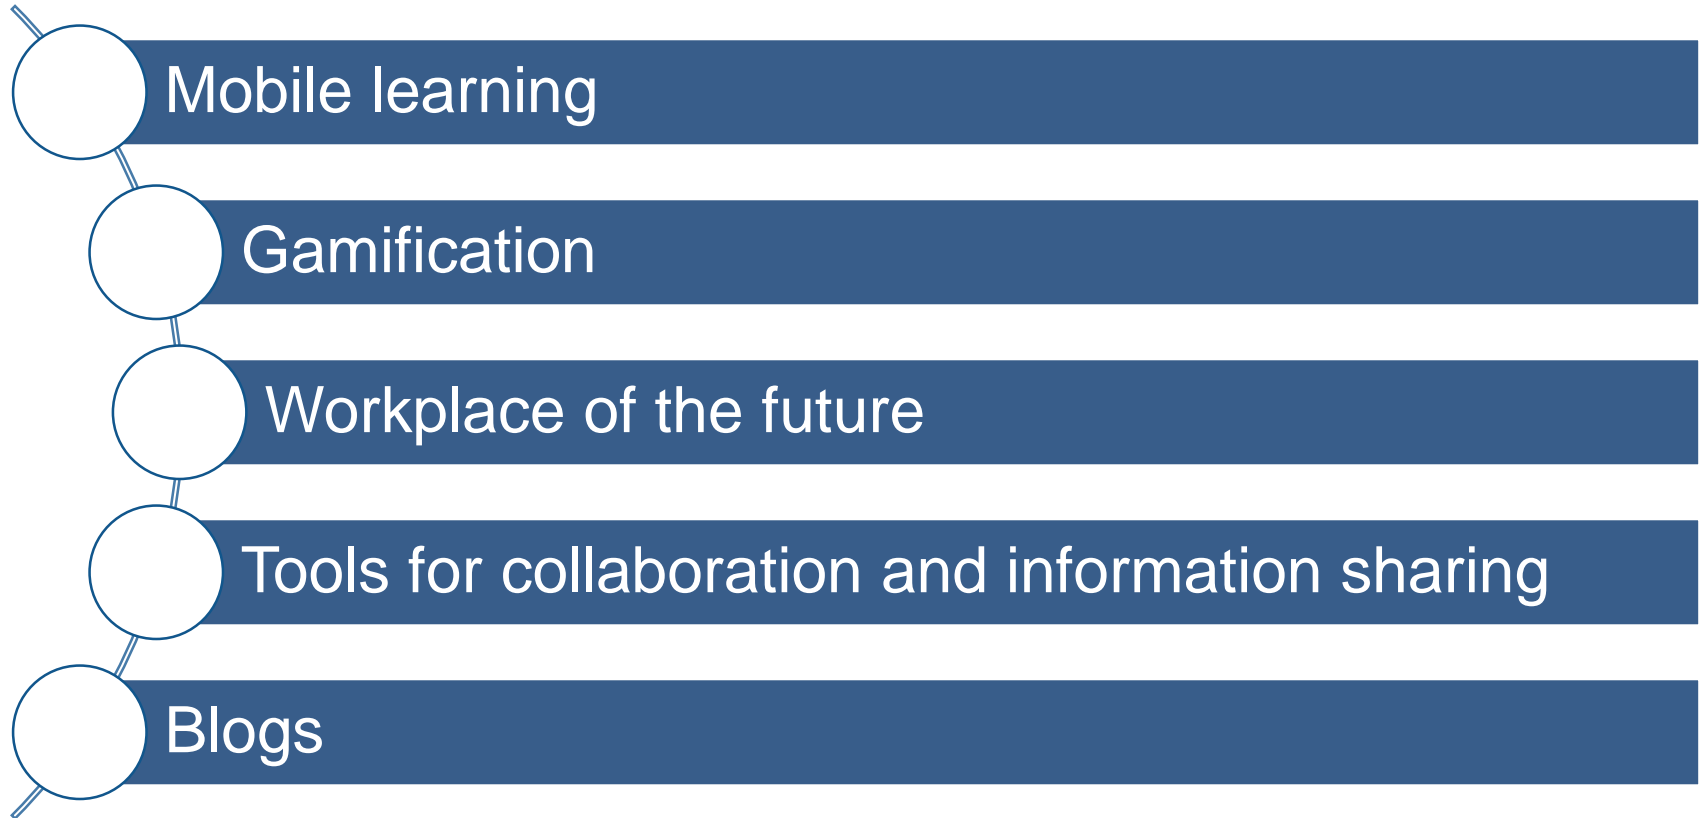 Mobile learning
Gamification
Workplace of the future
Tools for collaboration and information sharing
Blogs